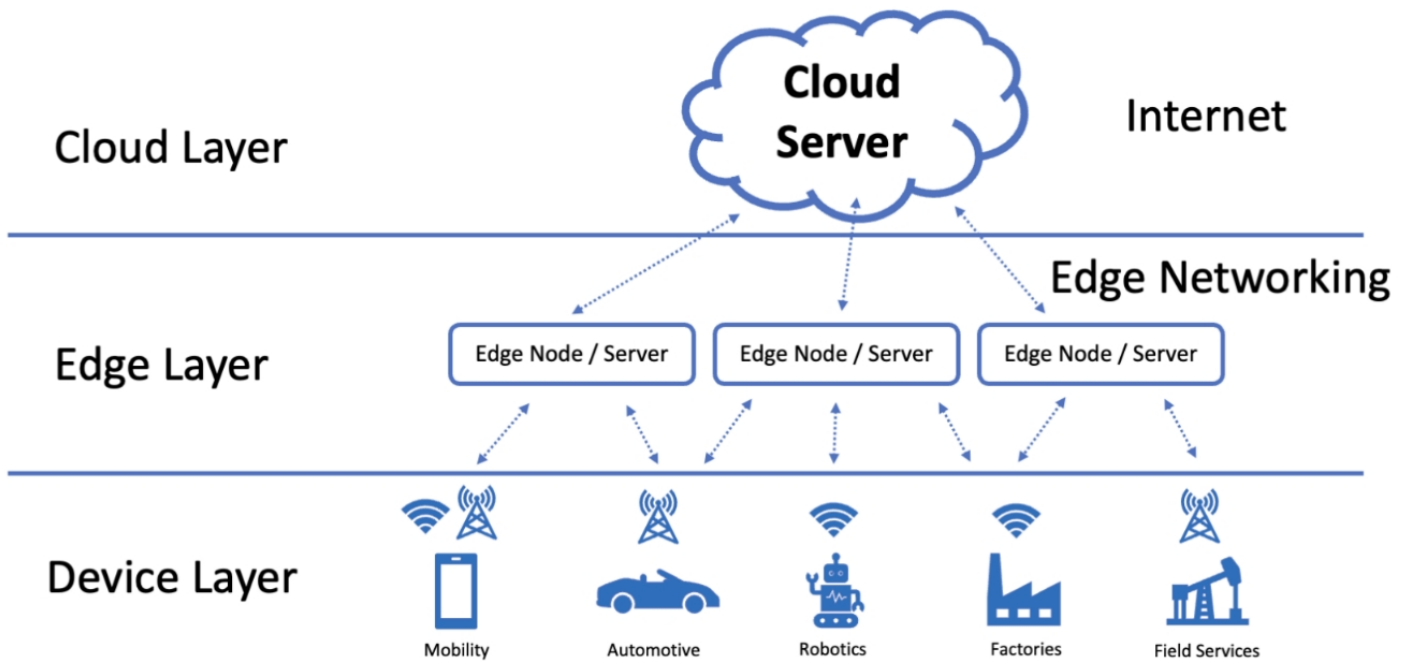 Cloud
Server
Internet
Cloud Layer
Edge Networking
Edge Layer
Edge Node / Server
Edge Node / Server
Edge Node / Server
Device Layer
Mobility
Automotive
Robotics
Factories
Field Services